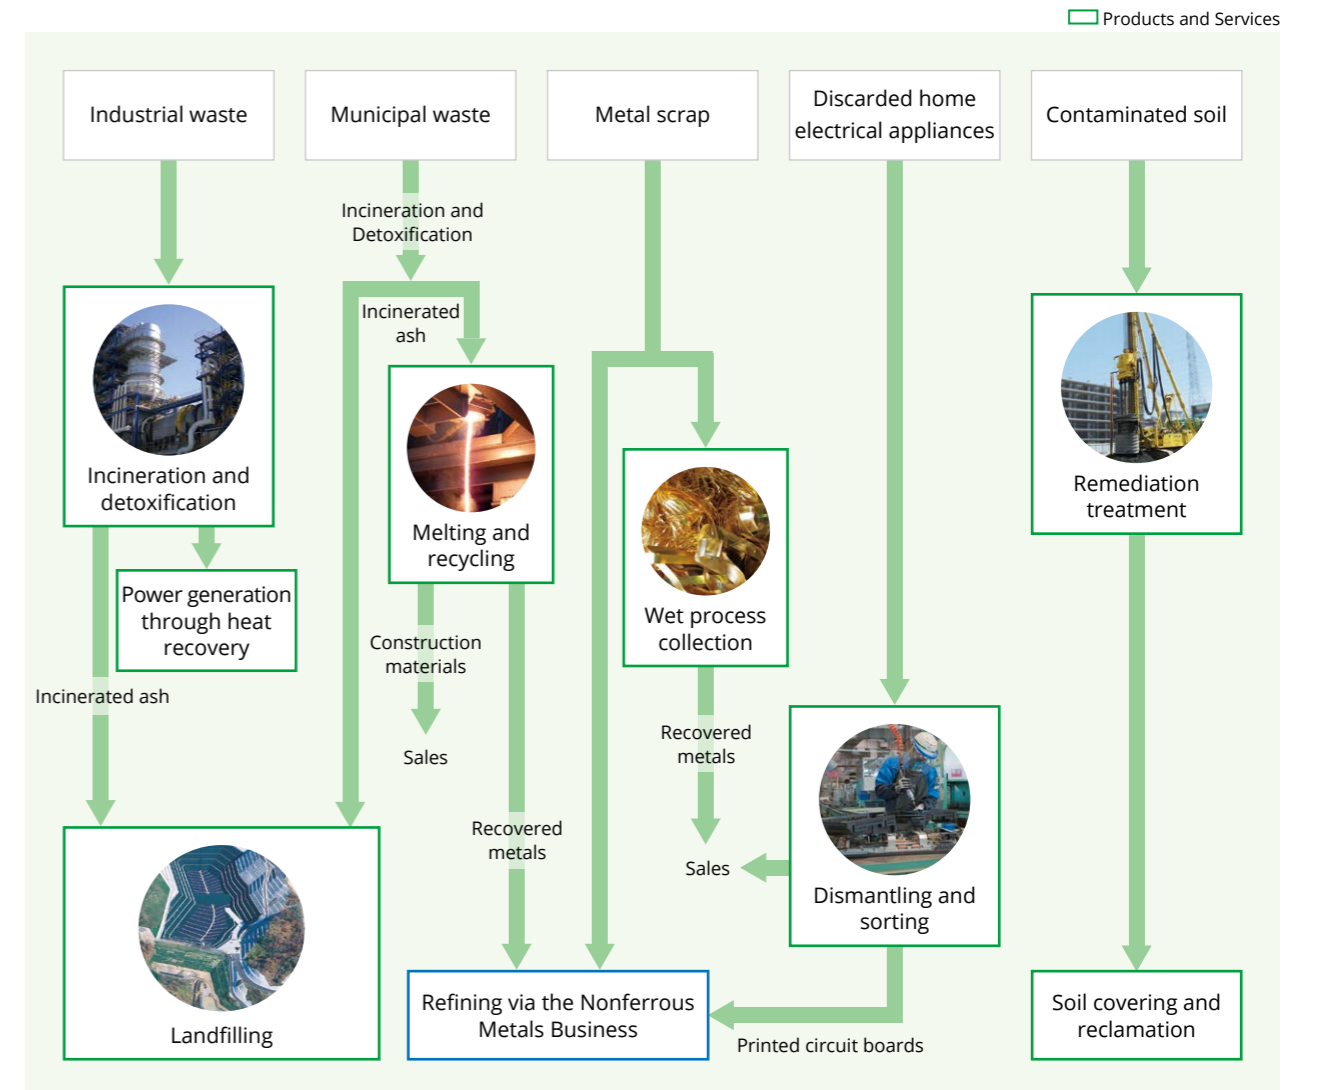 Products and Services
Industrial waste
Municipal waste
Metal scrap
Discarded home
electrical appliances
Contaminated soil
Incineration and
Detoxification
Incinerated
ash
Incineration and
detoxification
Melting and
recycling
Wet process
collection
Remediation
treatment
Power generation
through heat
recovery
Construction
materials
Sales
Incinerated ash
Recovered
metals
Recovered
metals
Sales
Dismantling and
sorting
Landfilling
Refining via the Nonferrous
Metals Business
Printed circuit boards
Soil covering and
reclamation